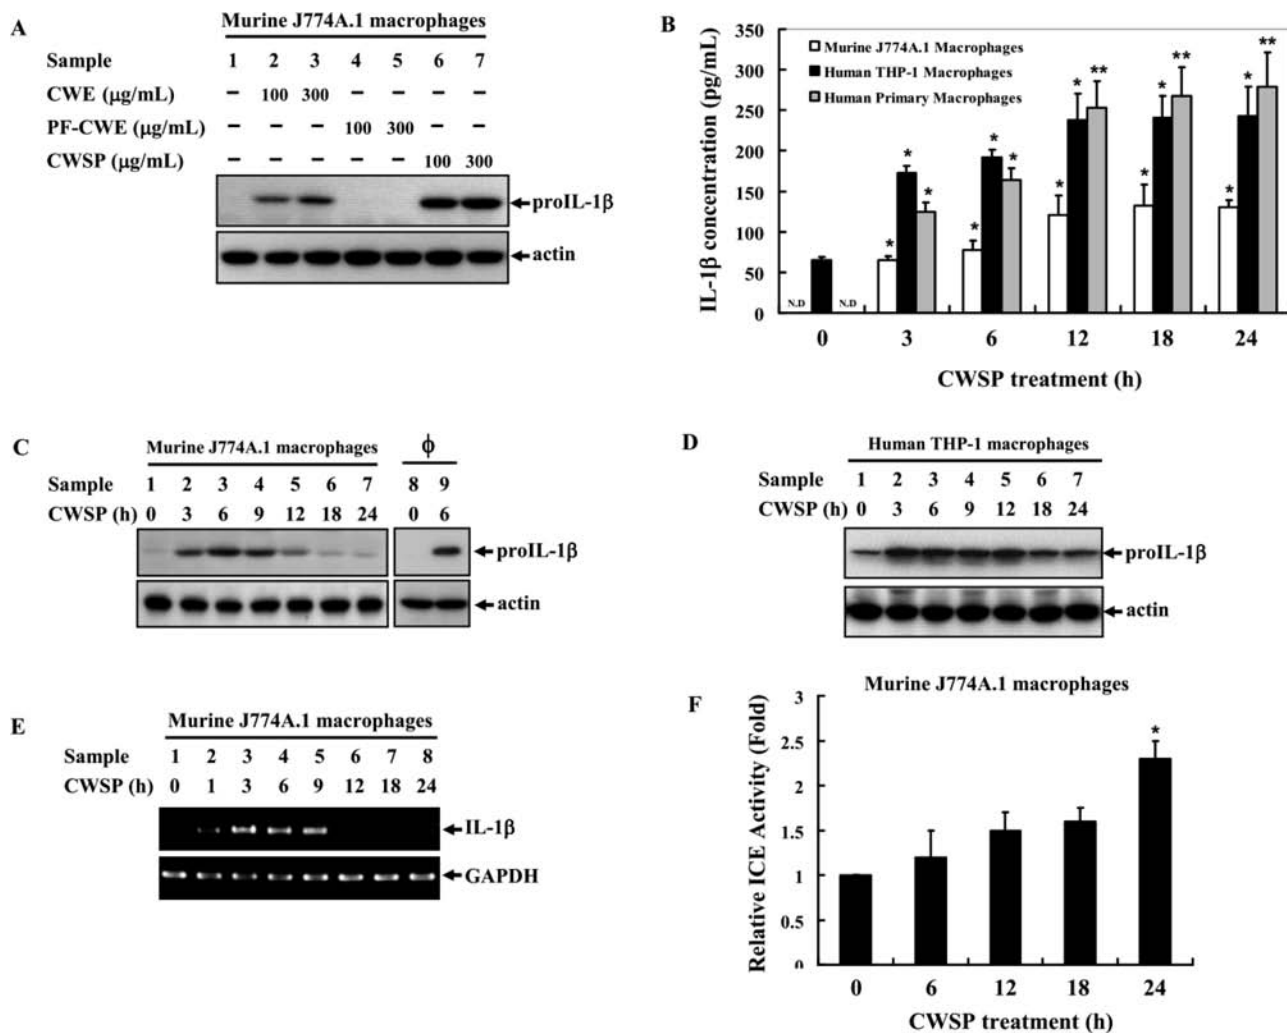 A
Murine J774A.1 macrophages
Sample 1 2 3 4 5 6 7
CWE (μg/mL) – 100 300 – – – –
PF-CWE (μg/mL) – – – 100 300 – –
CWSP (μg/mL) – – – – – 100 300
proIL-1β
actin
B
IL-1β concentration (pg/mL)
350
300
250
200
150
100
50
0
Murine J774A.1 Macrophages
Human THP-1 Macrophages
Human Primary Macrophages
N.D N.D
* * *
* * *
* * **
* * **
* * **
0 3 6 12 18 24
CWSP treatment (h)
C
Murine J774A.1 macrophages ϕ
Sample 1 2 3 4 5 6 7 8 9
CWSP (h) 0 3 6 9 12 18 24 0 6
proIL-1β
actin
D
Human THP-1 macrophages
Sample 1 2 3 4 5 6 7
CWSP (h) 0 3 6 9 12 18 24
proIL-1β
actin
E
Murine J774A.1 macrophages
Sample 1 2 3 4 5 6 7 8
CWSP (h) 0 1 3 6 9 12 18 24
IL-1β
GAPDH
F
Murine J774A.1 macrophages
Relative ICE Activity (Fold)
3
2.5
2
1.5
1
0.5
0
*
0 6 12 18 24
CWSP treatment (h)